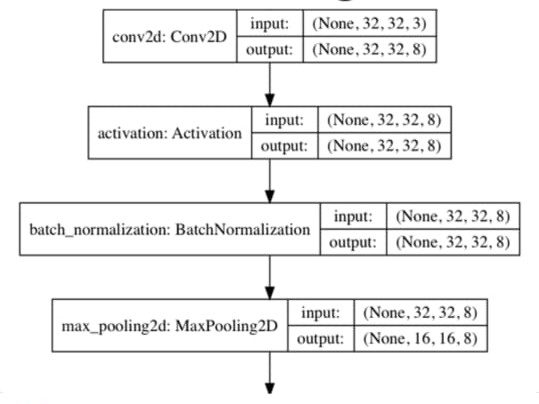 conv2d: Conv2D
input: (None, 32, 32, 3)
output: (None, 32, 32, 8)
activation: Activation
input: (None, 32, 32, 8)
output: (None, 32, 32, 8)
batch_normalization: BatchNormalization
input: (None, 32, 32, 8)
output: (None, 32, 32, 8)
max_pooling2d: MaxPooling2D
input: (None, 32, 32, 8)
output: (None, 16, 16, 8)